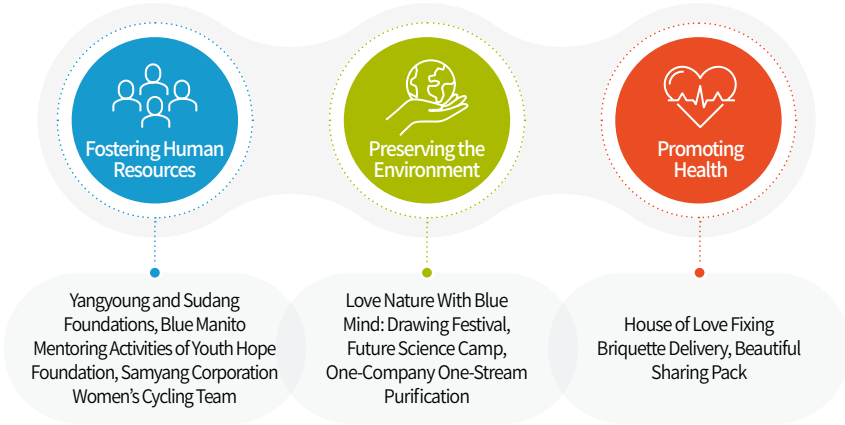 Fostering Human
Resources
Preserving the
Environment
Promoting
Health
Yangyoung and Sudang
Foundations, Blue Manito
Mentoring Activities of Youth Hope
Foundation, Samyang Corporation
Women's Cycling Team
Love Nature With Blue
Mind: Drawing Festival,
Future Science Camp,
One-Company One-Stream
Purification
House of Love Fixing
Briquette Delivery, Beautiful
Sharing Pack